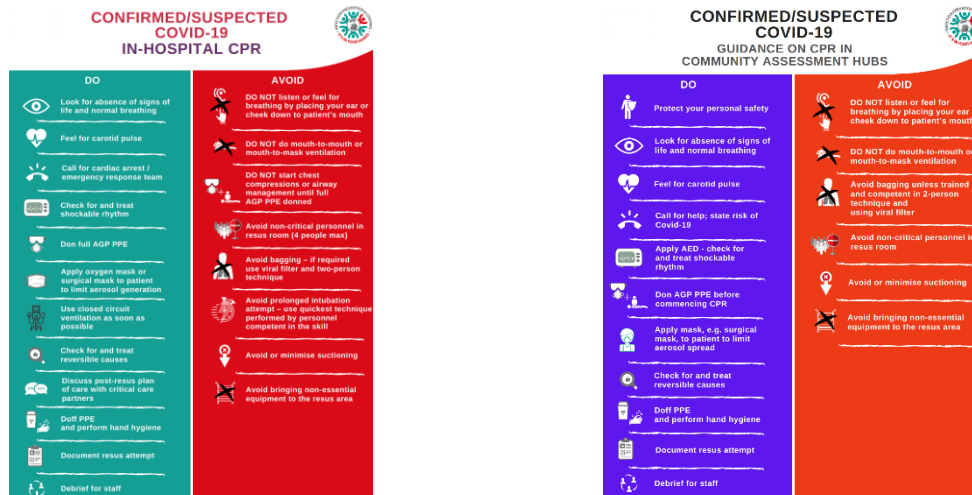 CONFIRMED/SUSPECTED
COVID-19
IN-HOSPITAL CPR
DO
Look for absence of signs of
life and normal breathing
Feel for carotid pulse
Call for cardiac arrest /
emergency response team
Check for and treat
shockable rhythm
Don full AGP PPE
Apply oxygen mask or
surgical mask to patient
to limit aerosol generation
Use closed circuit
ventilation as soon as
possible
Check for and treat
reversible causes
Discuss post-resus plan
of care with critical care
partners
Doff PPE
and perform hand hygiene
Document resus attempt
Debrief for staff
AVOID
DO NOT listen or feel for
breathing by placing your ear or
cheek down to patient's mouth
DO NOT do mouth-to-mouth or
mouth-to-mask ventilation
DO NOT start chest
compressions or airway
management until full
AGP PPE donned
Avoid non-critical personnel in
resus room (4 people max)
Avoid bagging – if required
use viral filter and two-person
technique
Avoid prolonged intubation
attempt – use quickest technique
performed by personnel
competent in the skill
Avoid or minimise suctioning
Avoid bringing non-essential
equipment to the resus area
CONFIRMED/SUSPECTED
COVID-19
GUIDANCE ON CPR IN
COMMUNITY ASSESSMENT HUBS
DO
Protect your personal safety
Look for absence of signs of
life and normal breathing
Feel for carotid pulse
Call for help; state risk of
Covid-19
Apply AED - check for
and treat shockable
rhythm
Don AGP PPE before
commencing CPR
Apply mask, e.g. surgical
mask, to patient to limit
aerosol spread
Check for and treat
reversible causes
Doff PPE
and perform hand hygiene
Document resus attempt
Debrief for staff
AVOID
DO NOT listen or feel for
breathing by placing your ear
cheek down to patient's mouth
DO NOT do mouth-to-mouth or
mouth-to-mask ventilation
Avoid bagging unless trained
and competent in 2-person
technique and
using viral filter
Avoid non-critical personnel in
resus room
Avoid or minimise suctioning
Avoid bringing non-essential
equipment to the resus area